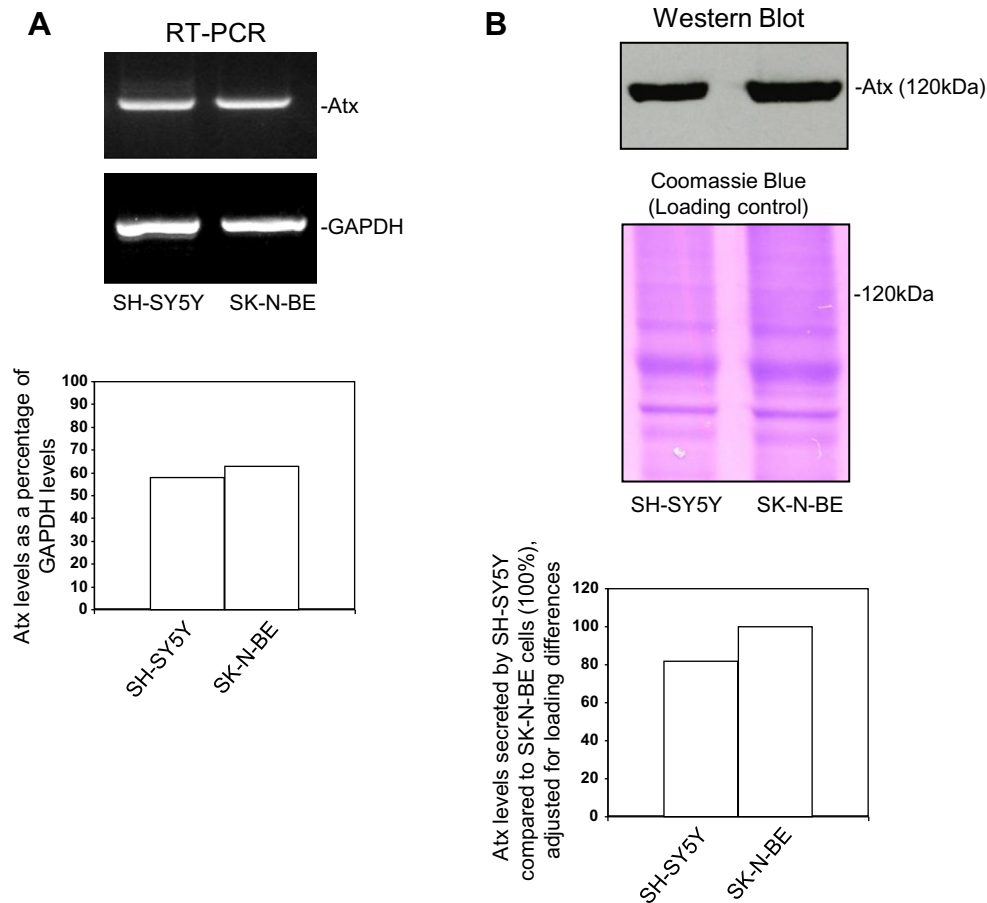 A
RT-PCR
-Atx
-GAPDH
SH-SY5Y SK-N-BE
Atx levels as a percentage of
GAPDH levels
100
90
80
70
60
50
40
30
20
10
0
SH-SY5Y
SK-N-BE
B
Western Blot
-Atx (120kDa)
Coomassie Blue
(Loading control)
-120kDa
SH-SY5Y SK-N-BE
Atx levels secreted by SH-SY5Y
compared to SK-N-BE cells (100%),
adjusted for loading differences
120
100
80
60
40
20
0
SH-SY5Y
SK-N-BE